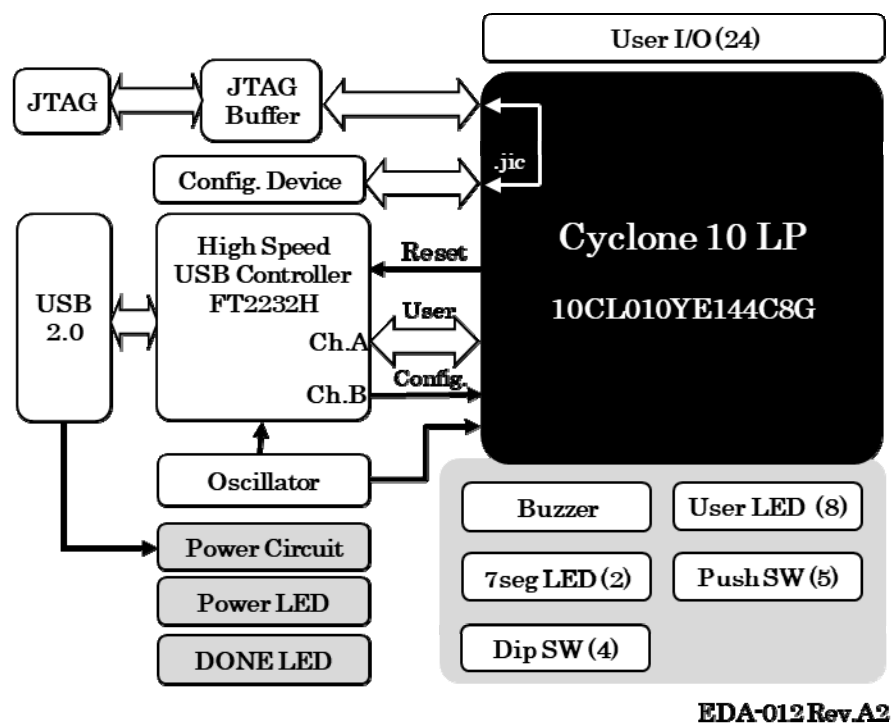 User I/O (24)
JTAG
JTAG
Buffer
.jic
Config. Device
Cyclone 10 LP
10CL010YE144C8G
High Speed
USB Controller
FT2232H
Ch.A
Ch.B
USB
2.0
Reset
User
Config.
Oscillator
Power Circuit
Power LED
DONE LED
Buzzer
User LED (8)
7seg LED (2)
Push SW (5)
Dip SW (4)
EDA-012 Rev.A2